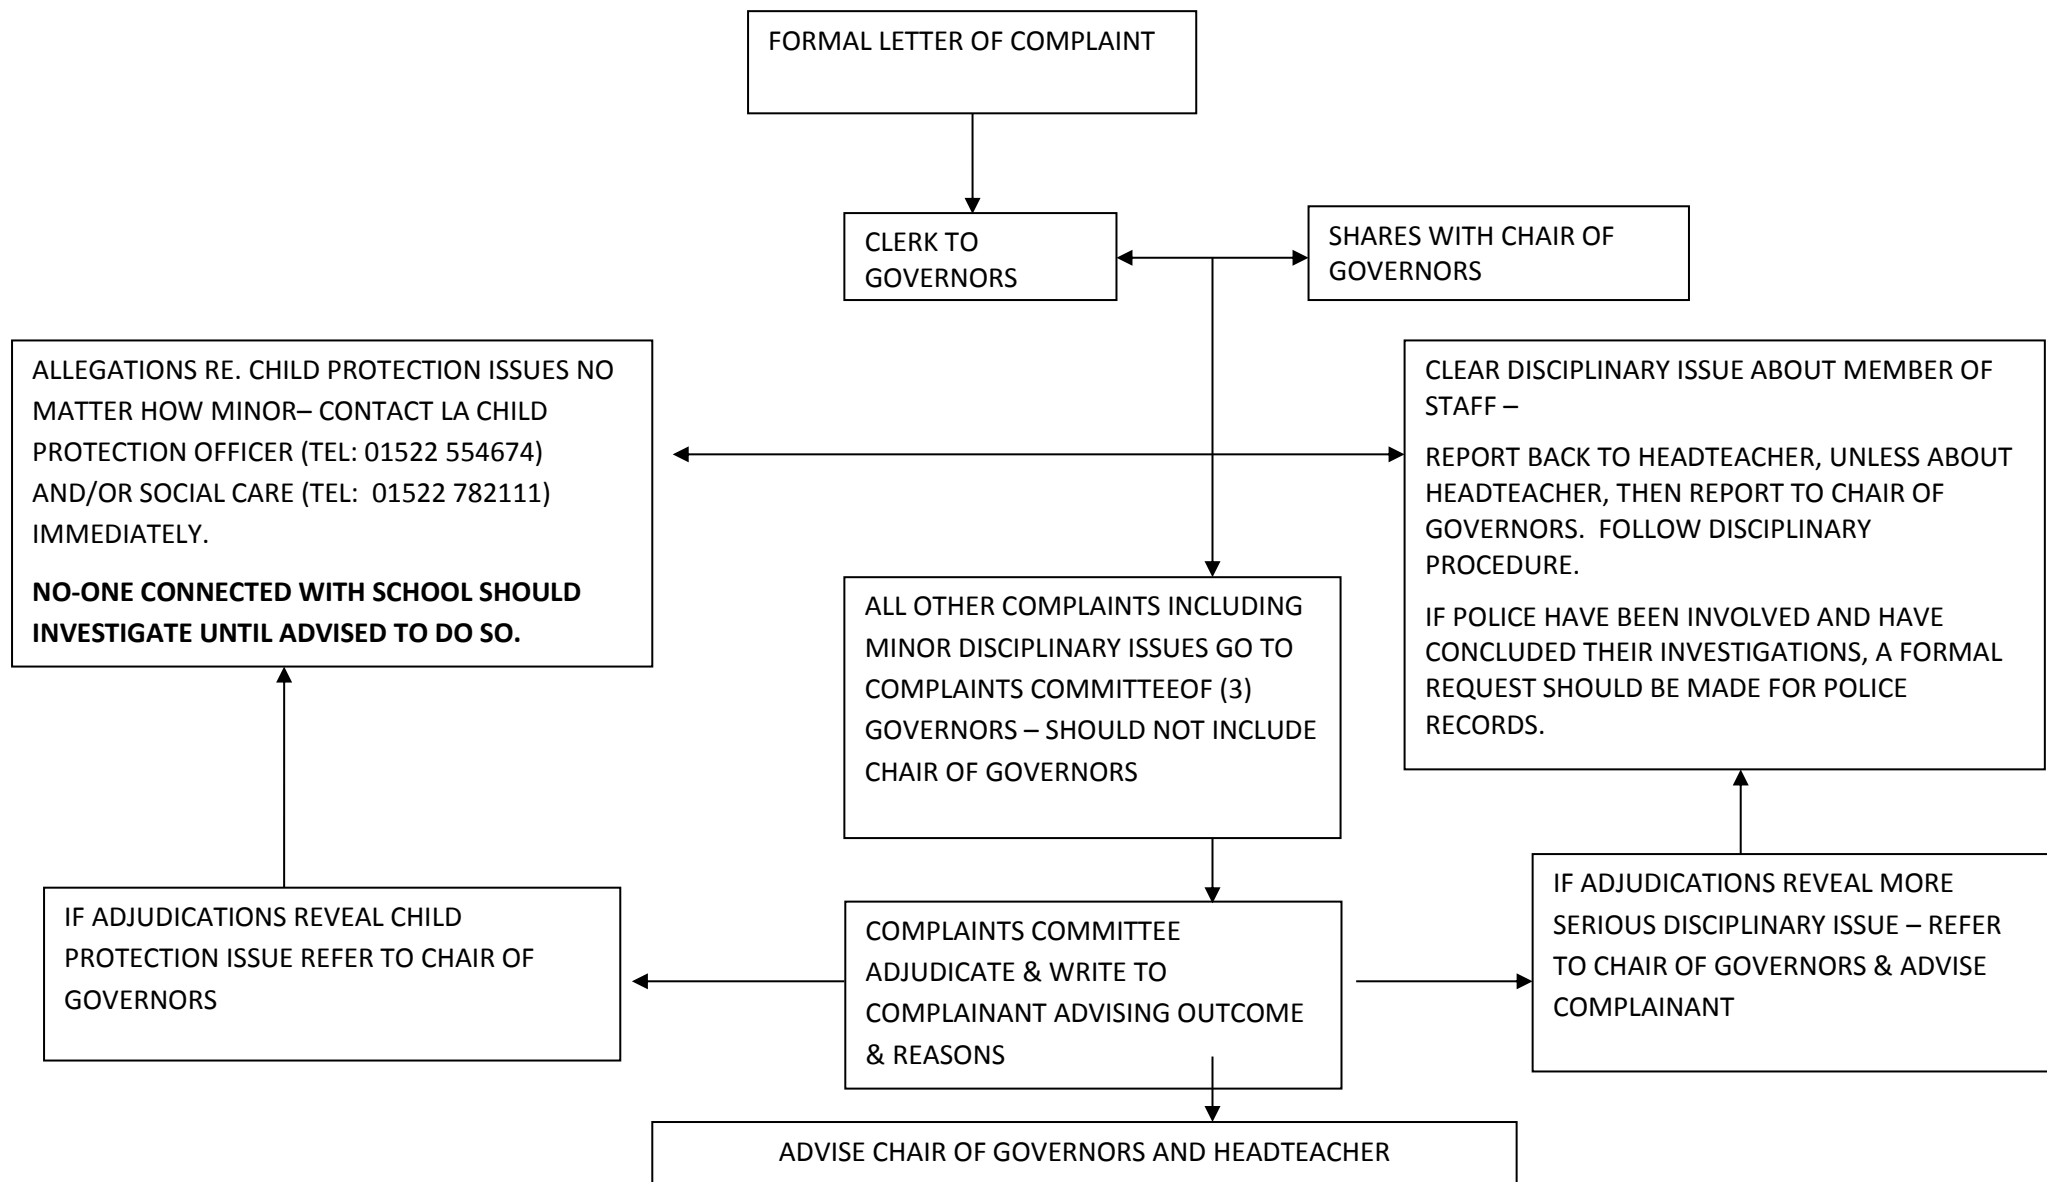 FORMAL LETTER OF COMPLAINT
CLERK TO
GOVERNORS
SHARES WITH CHAIR OF
GOVERNORS
ALLEGATIONS RE. CHILD PROTECTION ISSUES NO
MATTER HOW MINOR– CONTACT LA CHILD
PROTECTION OFFICER (TEL: 01522 554674)
AND/OR SOCIAL CARE (TEL:  01522 782111)
IMMEDIATELY.
NO-ONE CONNECTED WITH SCHOOL SHOULD
INVESTIGATE UNTIL ADVISED TO DO SO.
CLEAR DISCIPLINARY ISSUE ABOUT MEMBER OF
STAFF –
REPORT BACK TO HEADTEACHER, UNLESS ABOUT
HEADTEACHER, THEN REPORT TO CHAIR OF
GOVERNORS.  FOLLOW DISCIPLINARY
PROCEDURE.
IF POLICE HAVE BEEN INVOLVED AND HAVE
CONCLUDED THEIR INVESTIGATIONS, A FORMAL
REQUEST SHOULD BE MADE FOR POLICE
RECORDS.
ALL OTHER COMPLAINTS INCLUDING
MINOR DISCIPLINARY ISSUES GO TO
COMPLAINTS COMMITTEEOF (3)
GOVERNORS – SHOULD NOT INCLUDE
CHAIR OF GOVERNORS
IF ADJUDICATIONS REVEAL CHILD
PROTECTION ISSUE REFER TO CHAIR OF
GOVERNORS
COMPLAINTS COMMITTEE
ADJUDICATE & WRITE TO
COMPLAINANT ADVISING OUTCOME
& REASONS
IF ADJUDICATIONS REVEAL MORE
SERIOUS DISCIPLINARY ISSUE – REFER
TO CHAIR OF GOVERNORS & ADVISE
COMPLAINANT
ADVISE CHAIR OF GOVERNORS AND HEADTEACHER